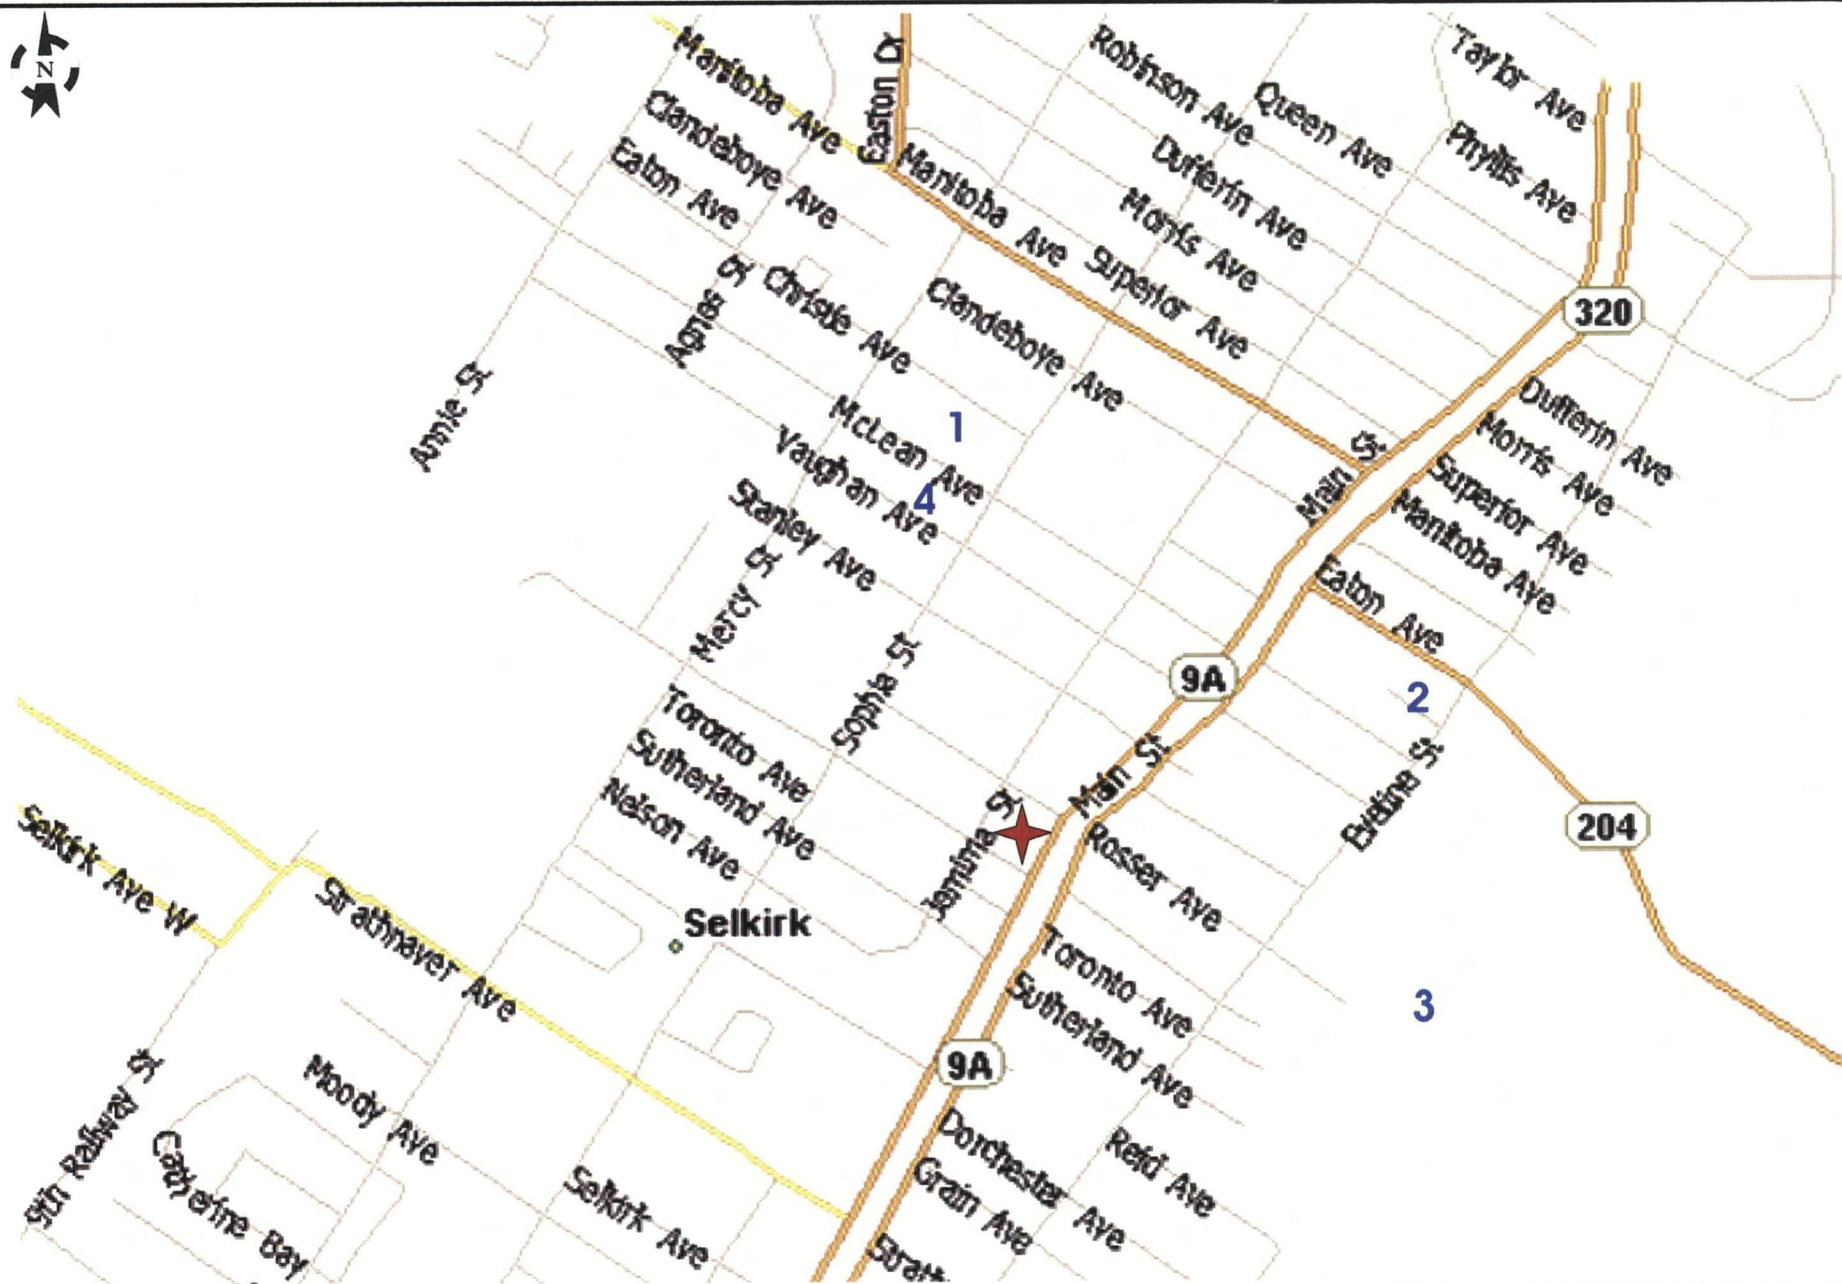 N
Manitoba Ave
Easton Dr
Robinson Ave
Queen Ave
Taylor Ave
Clandeboye Ave
Eaton Ave
Manitoba Ave
Dufferin Ave
Phyllis Ave
Morris Ave
Superior Ave
Agnes St
Christie Ave
Clandeboye Ave
320
Annie St
McLean Ave
1
Vaughan Ave
4
Stanley Ave
Main St
Dufferin Ave
Morris Ave
Superior Ave
Manitoba Ave
Eaton Ave
Mercy St
Sophia St
9A
2
Toronto Ave
Sutherland Ave
Nelson Ave
Main St
Eveline St
204
Jemima St
Rosser Ave
Selkirk Ave W
Strathnaver Ave
Selkirk
Toronto Ave
Sutherland Ave
3
9A
9th Railway St
Moody Ave
Catherine Bay
Selkirk Ave
Dorchester Ave
Reid Ave
Grain Ave